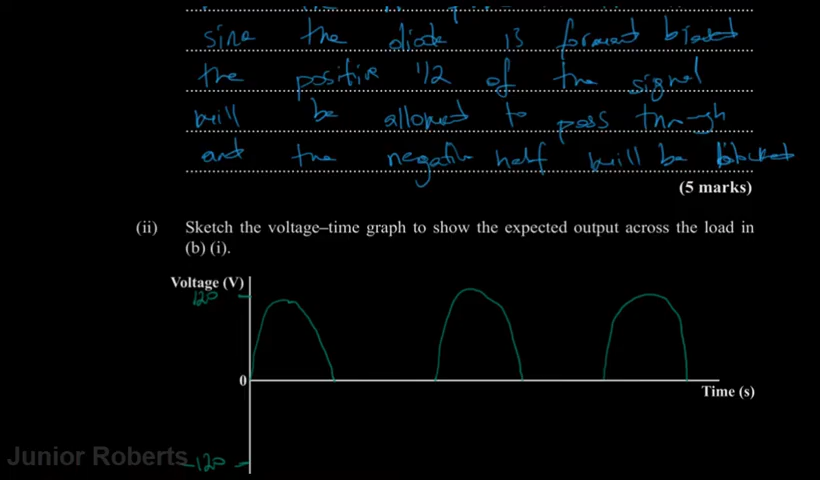 sine the diode is forward biased
the positive 1/2 of the signal
will be allowed to pass through
and the negative half will be blocked
(5 marks)
(ii) Sketch the voltage–time graph to show the expected output across the load in
(b) (i).
Voltage (V)
120
0
Time (s)
-120
Junior Roberts